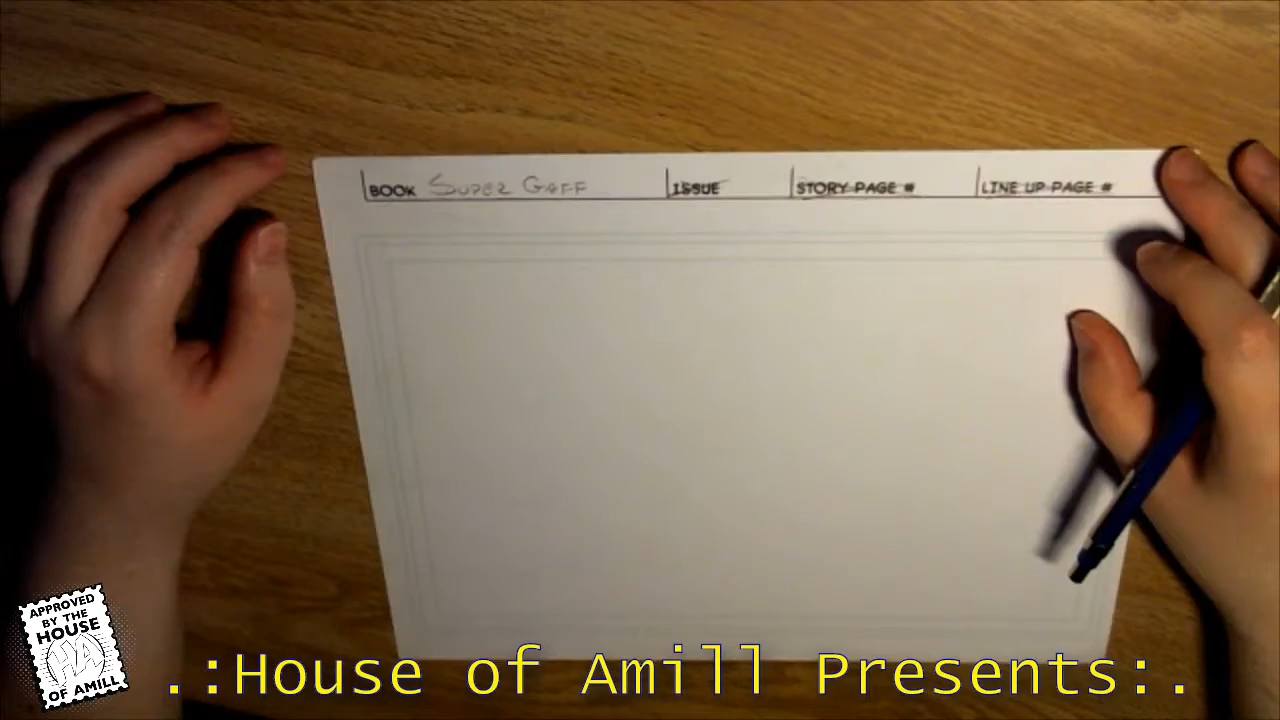 BOOK SUPER GAFF ISSUE STORY PAGE # LINE UP PAGE #
APPROVED
BY THE
HOUSE
HA
OF AMILL
.:House of Amill Presents:.